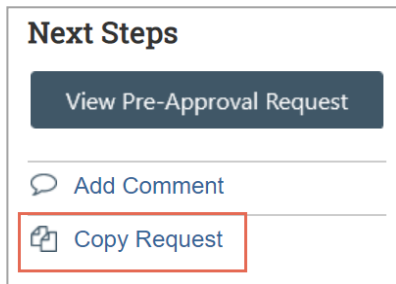 Next Steps
View Pre-Approval Request
Add Comment
Copy Request